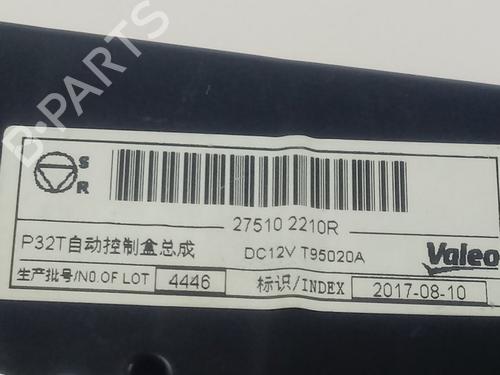 B-PARTS
S
R
27510 2210R
P32T自动控制盒总成 DC12V T95020A Valeo
生产批号/NO.OF LOT 4446 标识/INDEX 2017-08-10